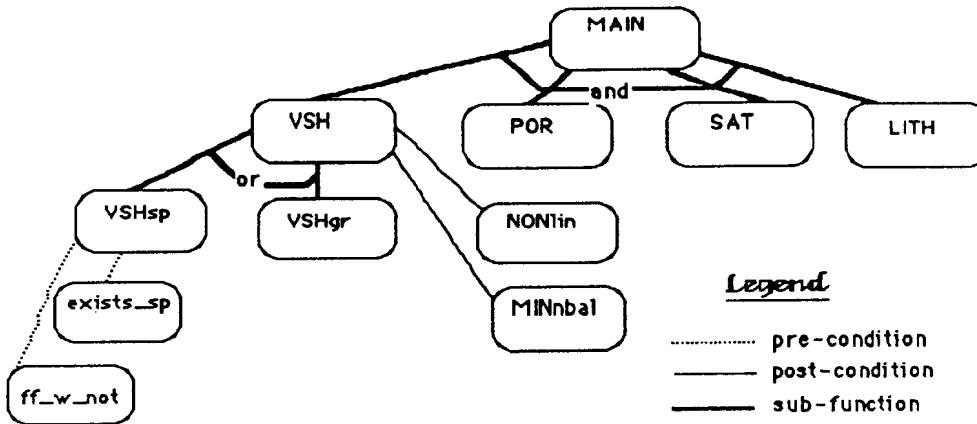 MAIN
and
VSH
POR
SAT
LITH
or
VSHsp
VSHgr
NONlin
exists_sp
MINnbal
ff_w_not
Legend
pre-condition
post-condition
sub-function